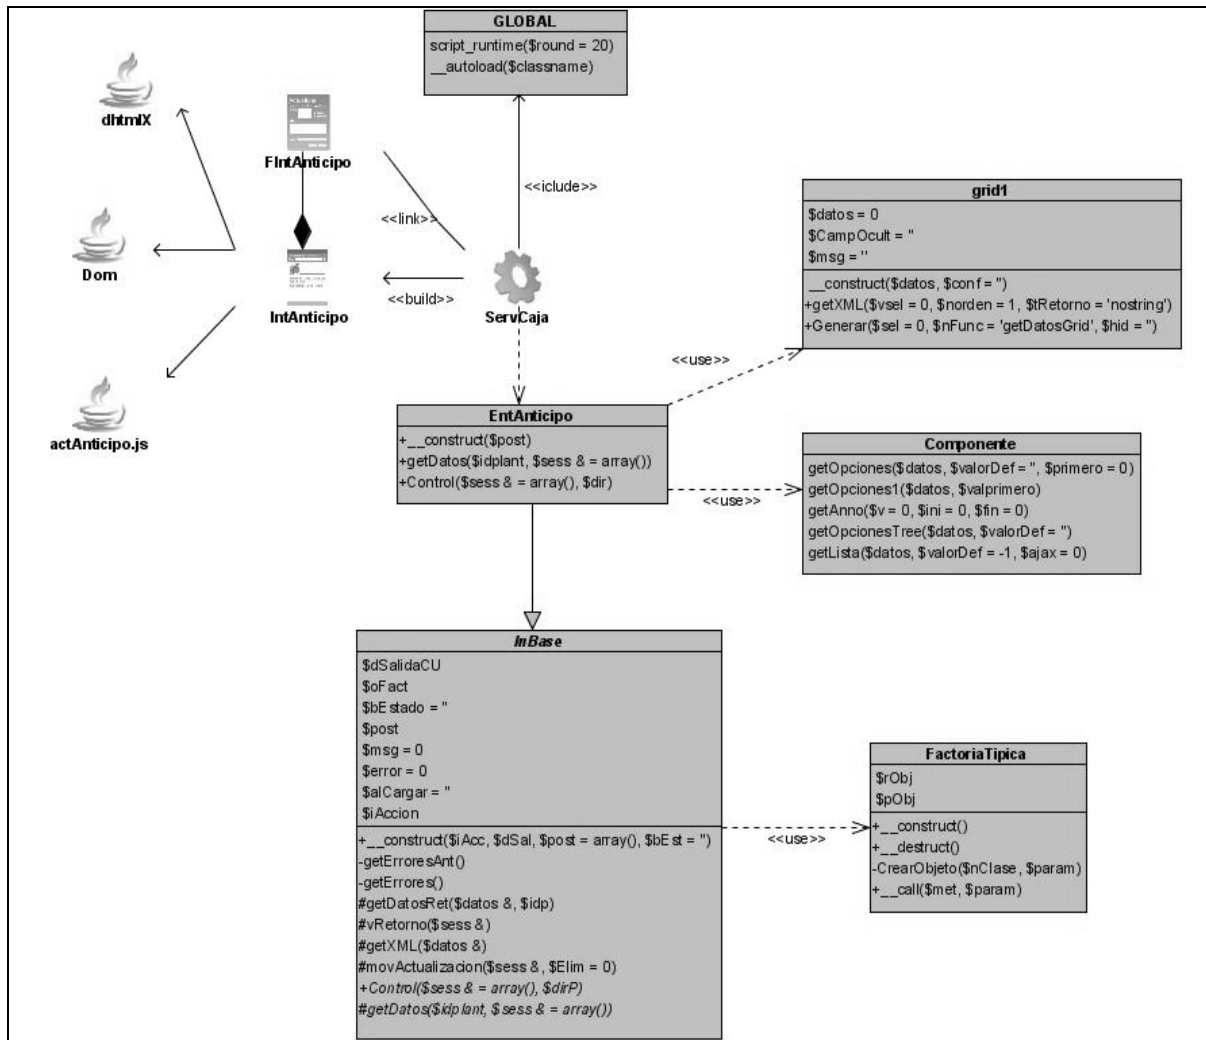 GLOBAL
script_runtime($round = 20)
__autoload($classname)
dhtmlX
FIntAnticipo
<<iclude>>
<<link>>
Dom
IntAnticipo
<<build>>
ServCaja
actAnticipo.js
grid1
$datos = 0
$CampOcult = ''
$msg = ''
__construct($datos, $conf = '')
+getXML($vsel = 0, $norden = 1, $tRetorno = 'nostring')
+Generar($sel = 0, $nFunc = 'getDatosGrid', $hid = '')
<<use>>
EntAnticipo
+__construct($post)
+getDatos($idplant, $sess & = array())
+Control($sess & = array(), $dir)
<<use>>
Componente
getOpciones($datos, $valorDef = '', $primero = 0)
getOpciones1($datos, $valprimero)
getAnno($v = 0, $ini = 0, $fin = 0)
getOpcionesTree($datos, $valorDef = '')
getLista($datos, $valorDef = -1, $ajax = 0)
InBase
$dSalidaCU
$oFact
$bEstado = ''
$post
$msg = 0
$error = 0
$alCargar = ''
$iAccion
+__construct($iAcc, $dSal, $post = array(), $bEst = '')
-getErroresAnt()
-getErrores()
#getDatosRet($datos &, $idp)
#vRetorno($sess &)
#getXML($datos &)
#movActualizacion($sess &, $Elim = 0)
+Control($sess & = array(), $dirP)
#getDatos($idplant, $sess & = array())
<<use>>
FactoriaTipica
$rObj
$pObj
+__construct()
+__destruct()
-CrearObjeto($nClase, $param)
+__call($met, $param)